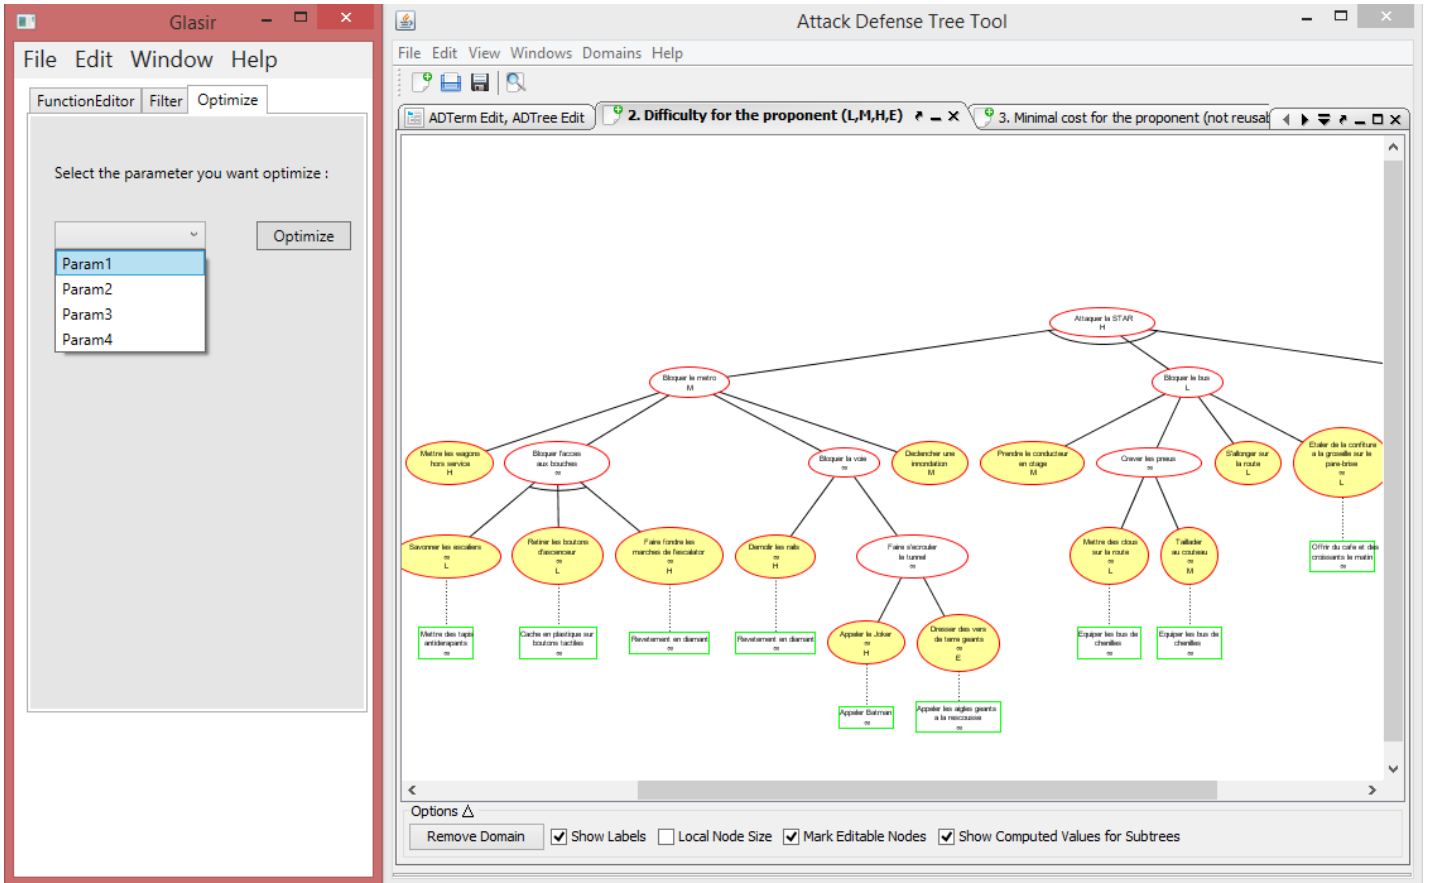 Glasir
File Edit Window Help
FunctionEditor Filter Optimize
Select the parameter you want optimize :
Optimize
Param1
Param2
Param3
Param4
Attack Defense Tree Tool
File Edit View Windows Domains Help
ADTerm Edit, ADTree Edit
2. Difficulty for the proponent (L,M,H,E)
3. Minimal cost for the proponent (not reusab
Attaquer la STAR
H
Bloquer le metro
M
Bloquer le bus
L
Mettre les wagons
hors service
H
Bloquer l'acces
aux bouches
∞
Bloquer la voie
∞
Declencher une
innondation
M
Prendre le conducteur
en otage
M
Crever les pneus
∞
S'allonger sur
la route
L
Etaler de la confiture
a la groseille sur le
pare-brise
∞
L
Savonner les escaliers
∞
L
Retirer les boutons
d'ascenceur
∞
L
Faire fondre les
marches de l'escalator
∞
H
Demolir les rails
∞
H
Faire s'ecrouler
le tunnel
∞
Mettre des clous
sur la route
∞
L
Taillader
au couteau
∞
M
Offrir du cafe et des
croissants le matin
∞
Mettre des tapis
antiderapants
∞
Cache en plastique sur
boutons tactiles
∞
Revetement en diamant
∞
Revetement en diamant
∞
Appeler le Joker
∞
H
Dresser des vers
de terre geants
∞
E
Equiper les bus de
chenilles
∞
Equiper les bus de
chenilles
∞
Appeler Batman
∞
Appeler les aigles geants
a la rescousse
∞
Options
Remove Domain Show Labels Local Node Size Mark Editable Nodes Show Computed Values for Subtrees